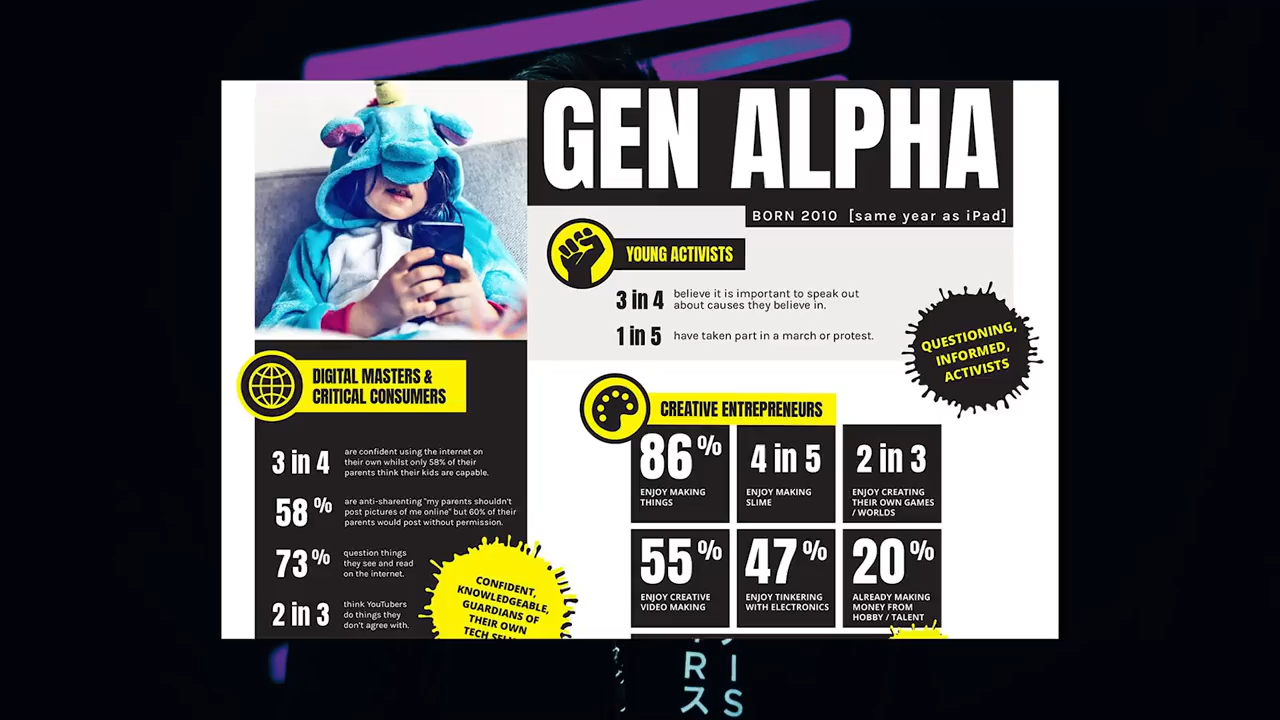 GEN ALPHA
BORN 2010 [same year as iPad]
YOUNG ACTIVISTS
3 in 4
believe it is important to speak out
about causes they believe in.
1 in 5
have taken part in a march or protest.
QUESTIONING,
INFORMED,
ACTIVISTS
DIGITAL MASTERS &
CRITICAL CONSUMERS
3 in 4
are confident using the internet on
their own whilst only 58% of their
parents think their kids are capable.
58%
are anti-sharenting "my parents shouldn't
post pictures of me online" but 60% of their
parents would post without permission.
73%
question things
they see and read
on the internet.
2 in 3
think YouTubers
do things they
don't agree with.
CONFIDENT,
KNOWLEDGEABLE,
GUARDIANS OF
THEIR OWN
TECH
CREATIVE ENTREPRENEURS
86%
ENJOY MAKING
THINGS
4 in 5
ENJOY MAKING
SLIME
2 in 3
ENJOY CREATING
THEIR OWN GAMES
/ WORLDS
55%
ENJOY CREATIVE
VIDEO MAKING
47%
ENJOY TINKERING
WITH ELECTRONICS
20%
ALREADY MAKING
MONEY FROM
HOBBY / TALENT
R I
ス S